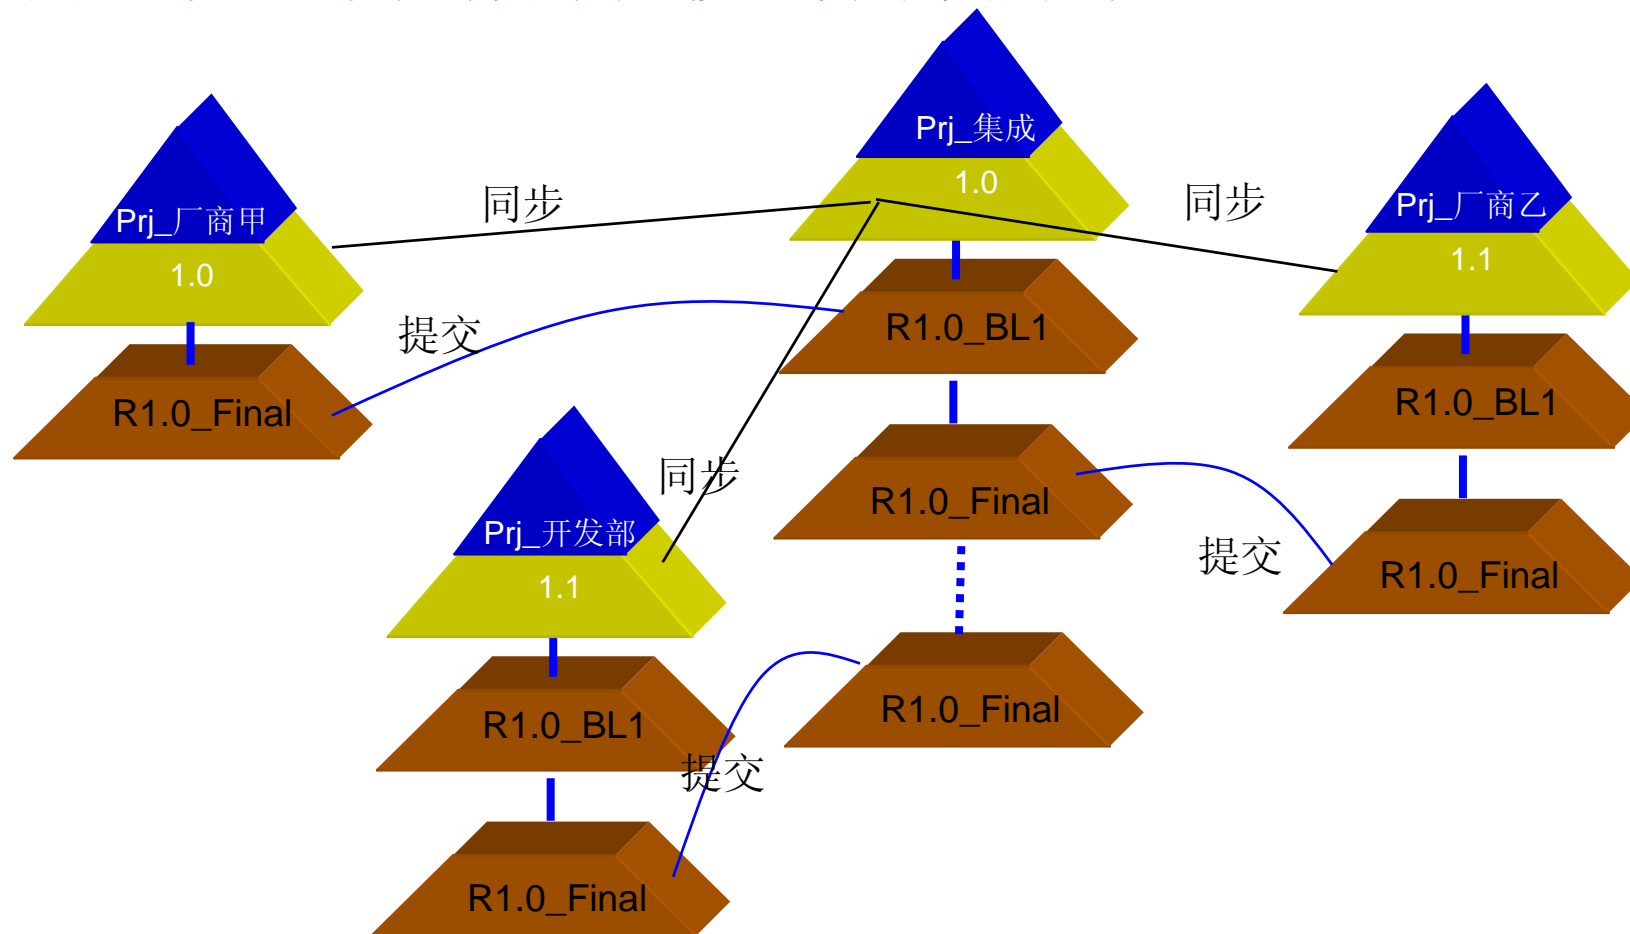 Prj_集成
1.0
Prj_厂商甲
1.0
同步
同步
Prj_厂商乙
1.1
提交
R1.0_BL1
R1.0_Final
R1.0_BL1
同步
R1.0_Final
提交
R1.0_Final
Prj_开发部
1.1
R1.0_BL1
R1.0_Final
提交
R1.0_Final